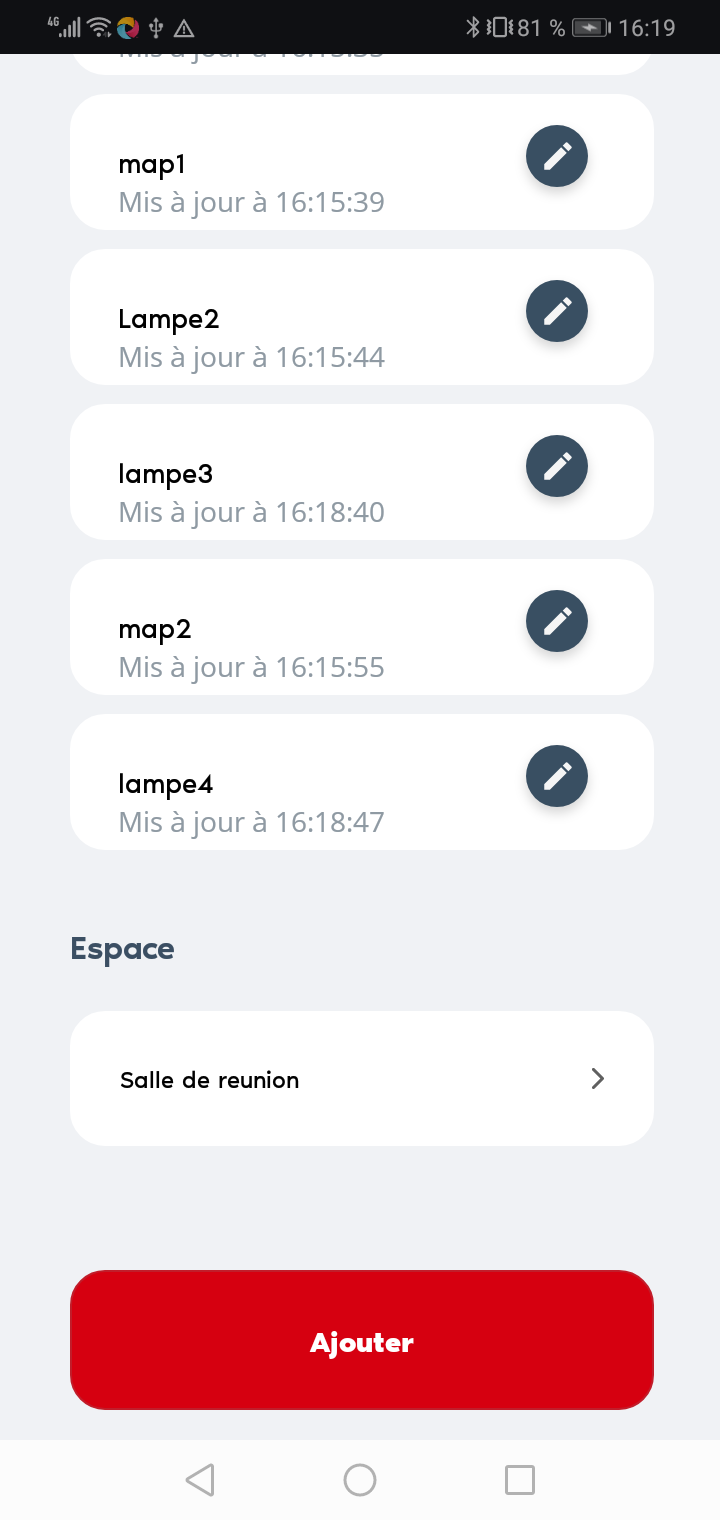 4G 81 % 16:19
map1
Mis à jour à 16:15:39
Lampe2
Mis à jour à 16:15:44
lampe3
Mis à jour à 16:18:40
map2
Mis à jour à 16:15:55
lampe4
Mis à jour à 16:18:47
Espace
Salle de reunion
Ajouter